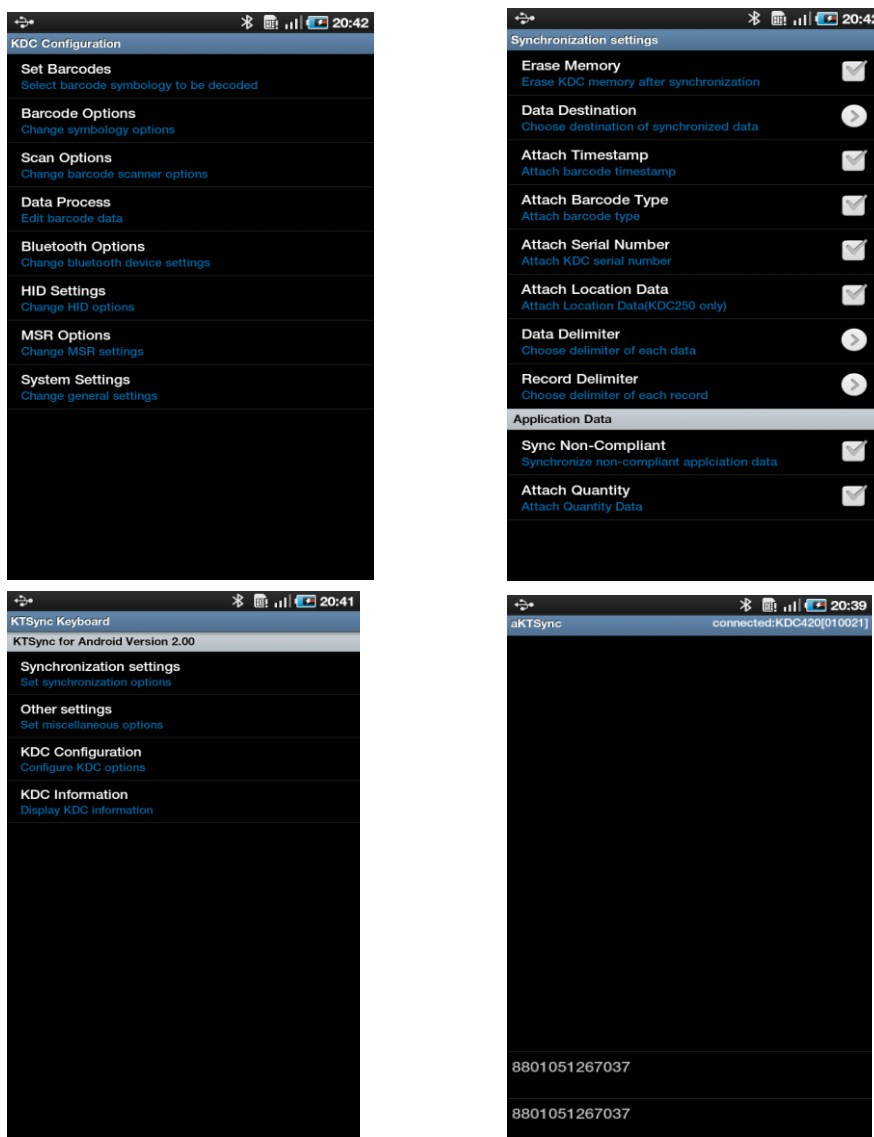 20:42
KDC Configuration
Set Barcodes
Select barcode symbology to be decoded
Barcode Options
Change symbology options
Scan Options
Change barcode scanner options
Data Process
Edit barcode data
Bluetooth Options
Change bluetooth device settings
HID Settings
Change HID options
MSR Options
Change MSR settings
System Settings
Change general settings
20:42
Synchronization settings
Erase Memory
Erase KDC memory after synchronization
Data Destination
Choose destination of synchronized data
Attach Timestamp
Attach barcode timestamp
Attach Barcode Type
Attach barcode type
Attach Serial Number
Attach KDC serial number
Attach Location Data
Attach Location Data(KDC250 only)
Data Delimiter
Choose delimiter of each data
Record Delimiter
Choose delimiter of each record
Application Data
Sync Non-Compliant
Synchronize non-compliant applciation data
Attach Quantity
Attach Quantity Data
20:41
KTSync Keyboard
KTSync for Android Version 2.00
Synchronization settings
Set synchronization options
Other settings
Set miscellaneous options
KDC Configuration
Configure KDC options
KDC Information
Display KDC information
20:39
aKTSync connected:KDC420[010021]
8801051267037
8801051267037